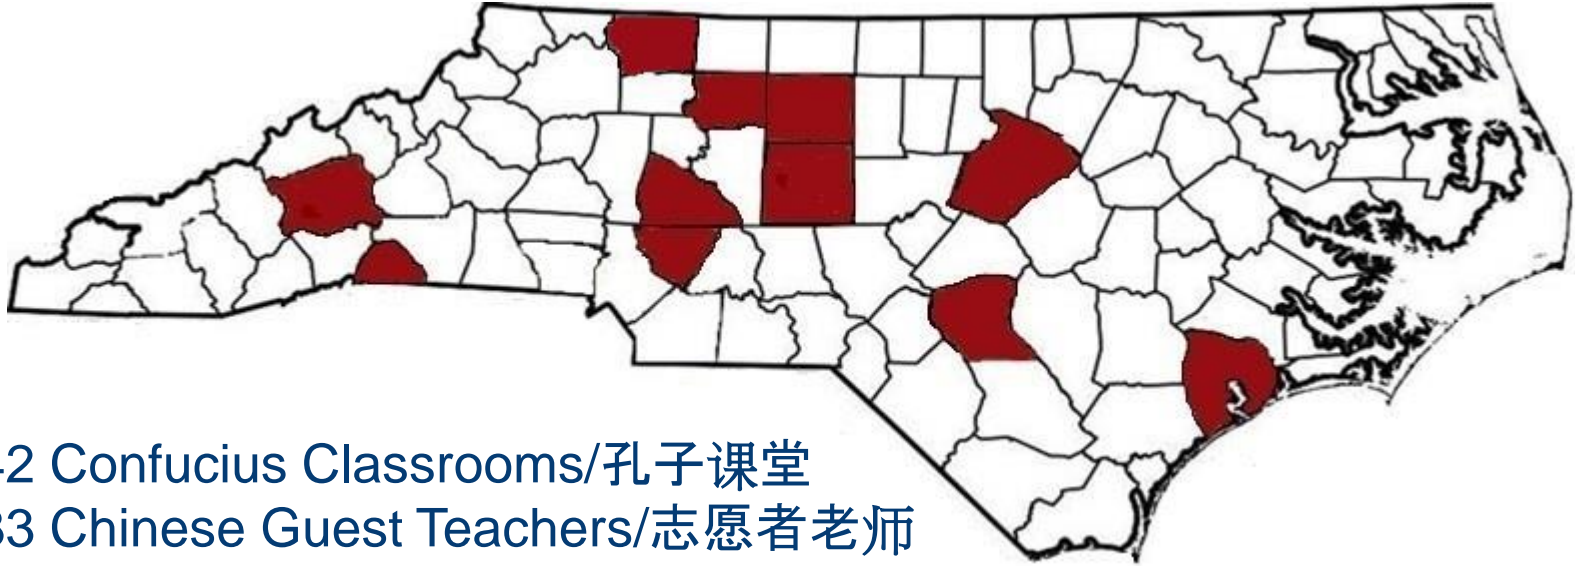 2 Confucius Classrooms/孔子课堂
3 Chinese Guest Teachers/志愿者老师